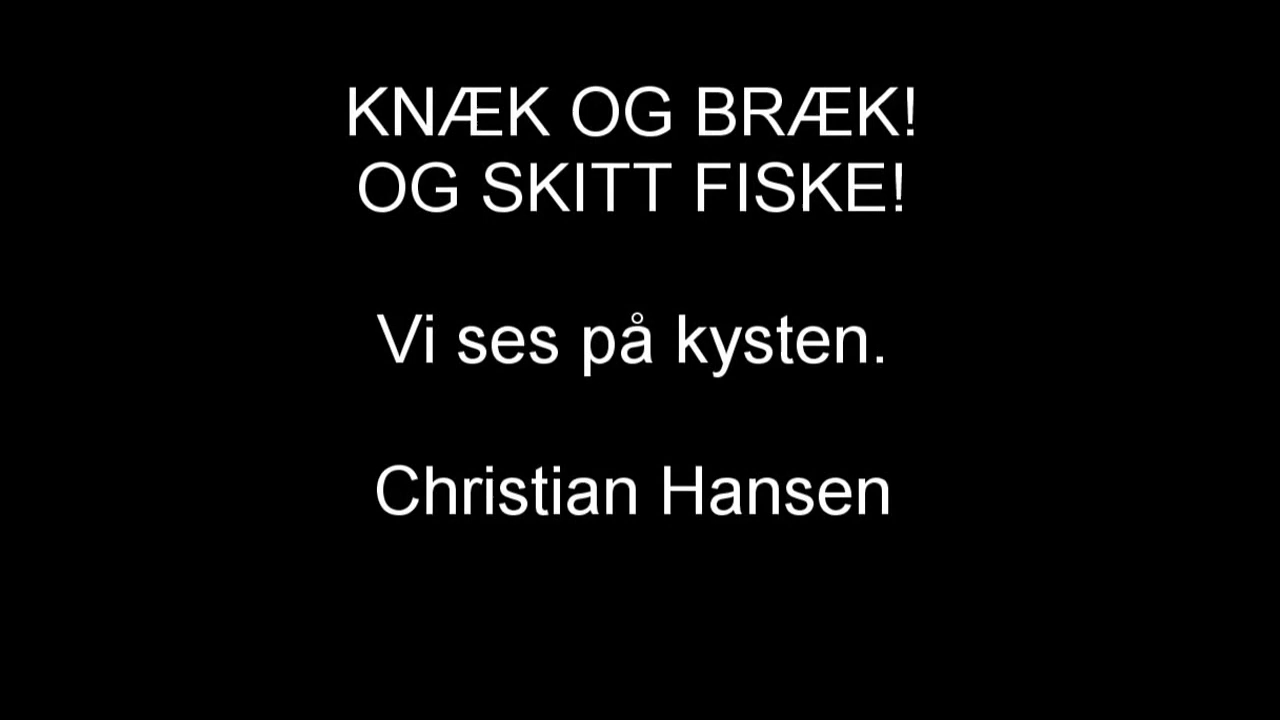 KNÆK OG BRÆK!
OG SKITT FISKE!
Vi ses på kysten.
Christian Hansen